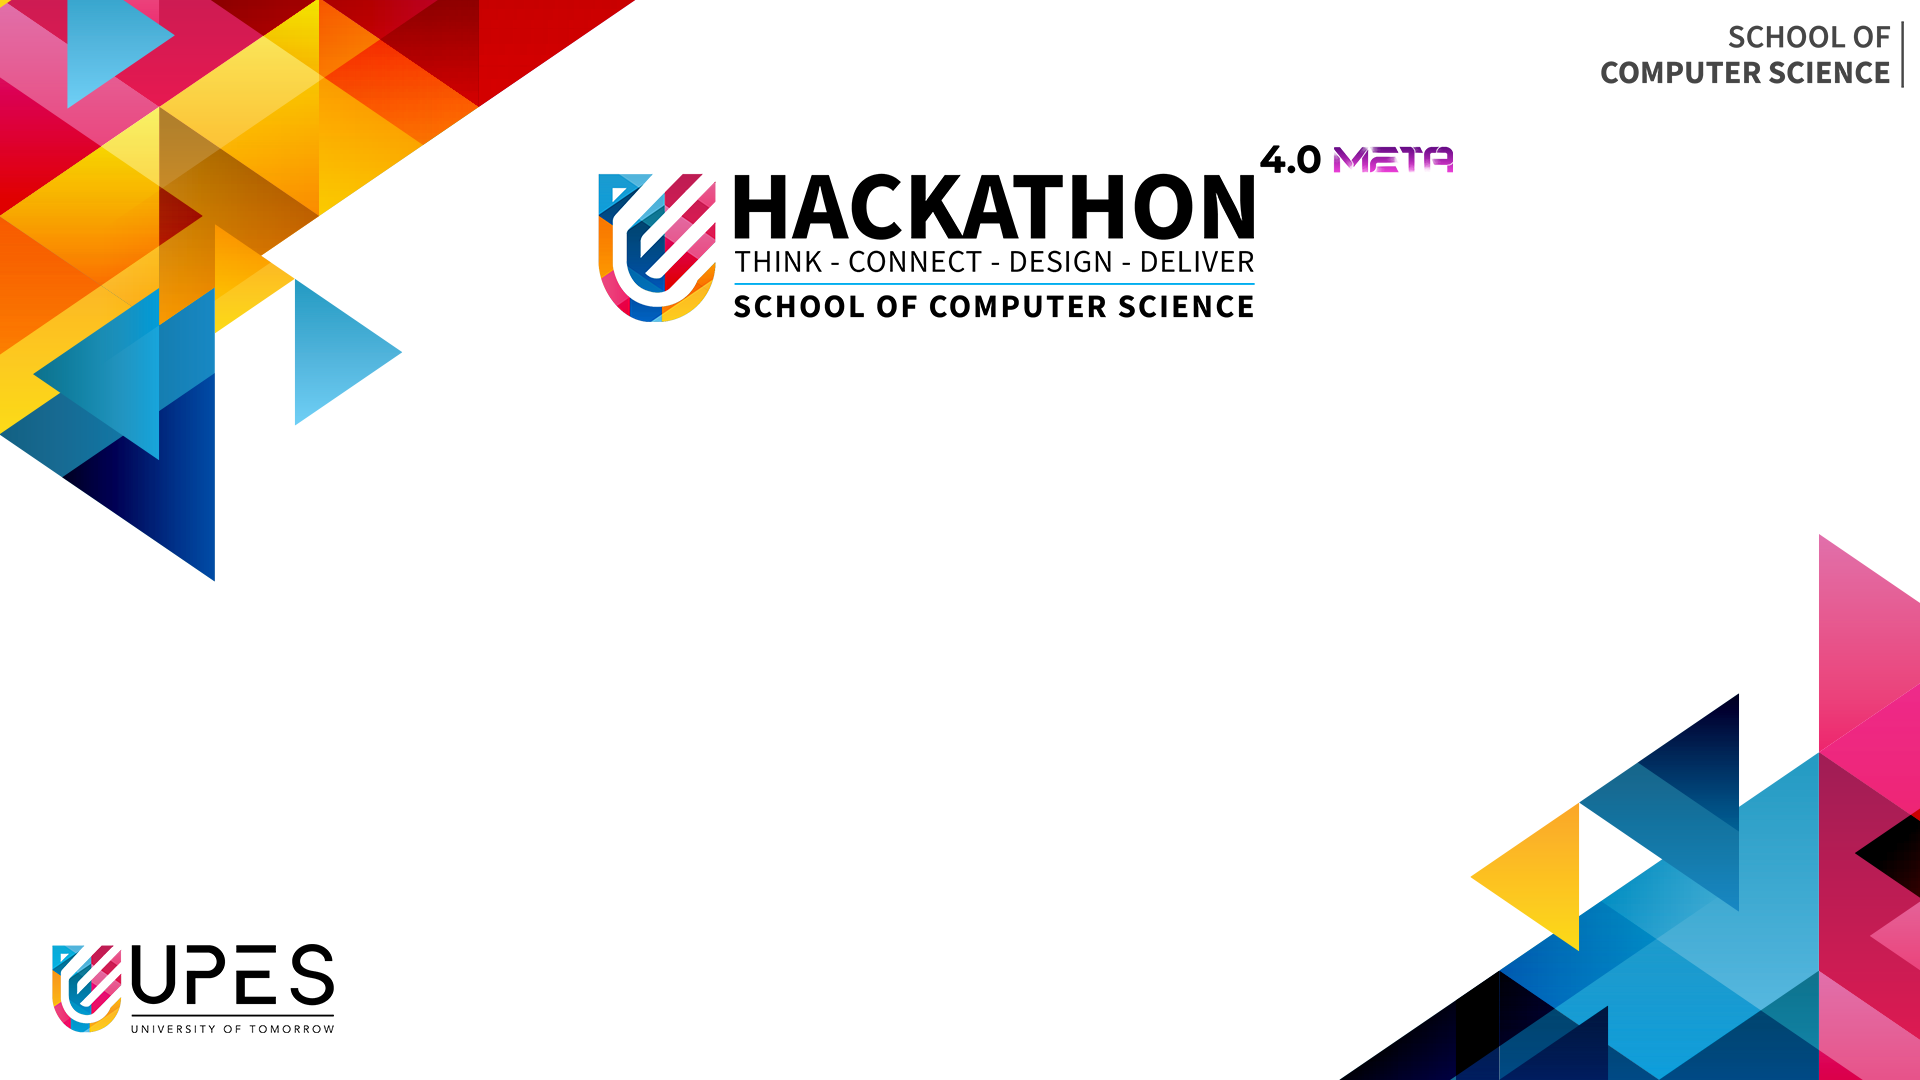 SCHOOL OF
COMPUTER SCIENCE
4.0 META
HACKATHON
THINK - CONNECT - DESIGN - DELIVER
SCHOOL OF COMPUTER SCIENCE
UPES
UNIVERSITY OF TOMORROW